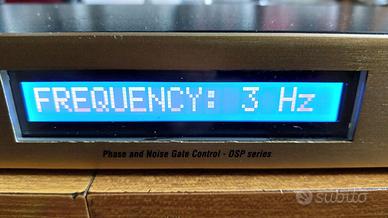 FREQUENCY: 3 Hz
Phase and Noise Gate Control - DSP series
subito